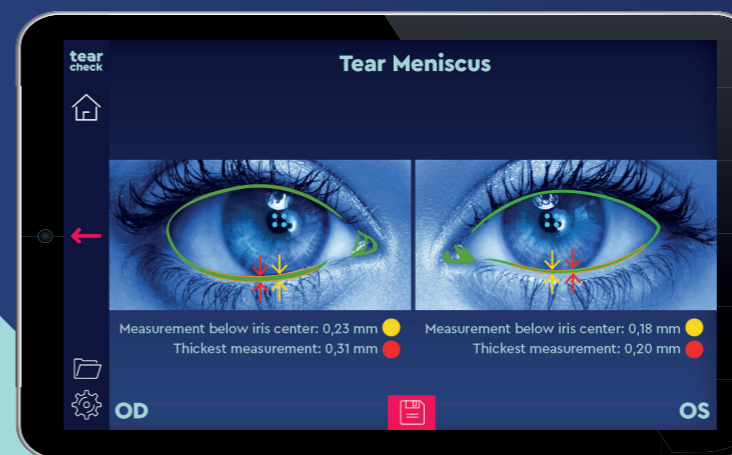 tear
check
Tear Meniscus
Measurement below iris center: 0,23 mm
Thickest measurement: 0,31 mm
Measurement below iris center: 0,18 mm
Thickest measurement: 0,20 mm
OD
OS